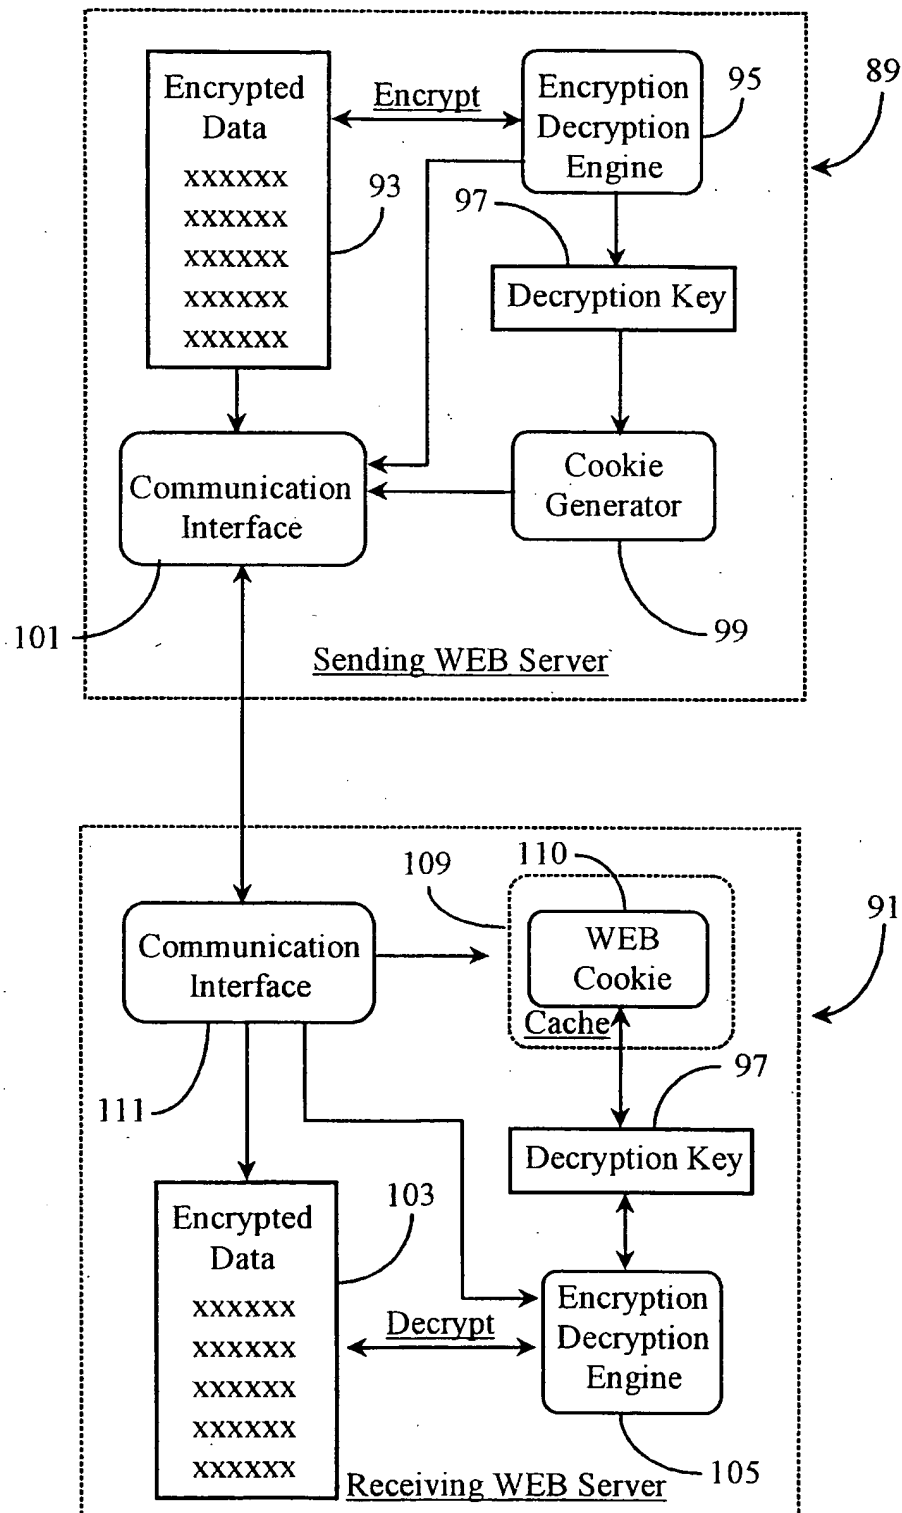 Encrypted
Data
xxxxxx
xxxxxx
xxxxxx
xxxxxx
xxxxxx
93
Encrypt
Encryption
Decryption
Engine
95
89
97
Decryption Key
Communication
Interface
101
Cookie
Generator
99
Sending WEB Server
109
110
WEB
Cookie
Cache
91
Communication
Interface
111
97
Decryption Key
Encrypted
Data
xxxxxx
xxxxxx
xxxxxx
xxxxxx
xxxxxx
103
Decrypt
Encryption
Decryption
Engine
105
Receiving WEB Server